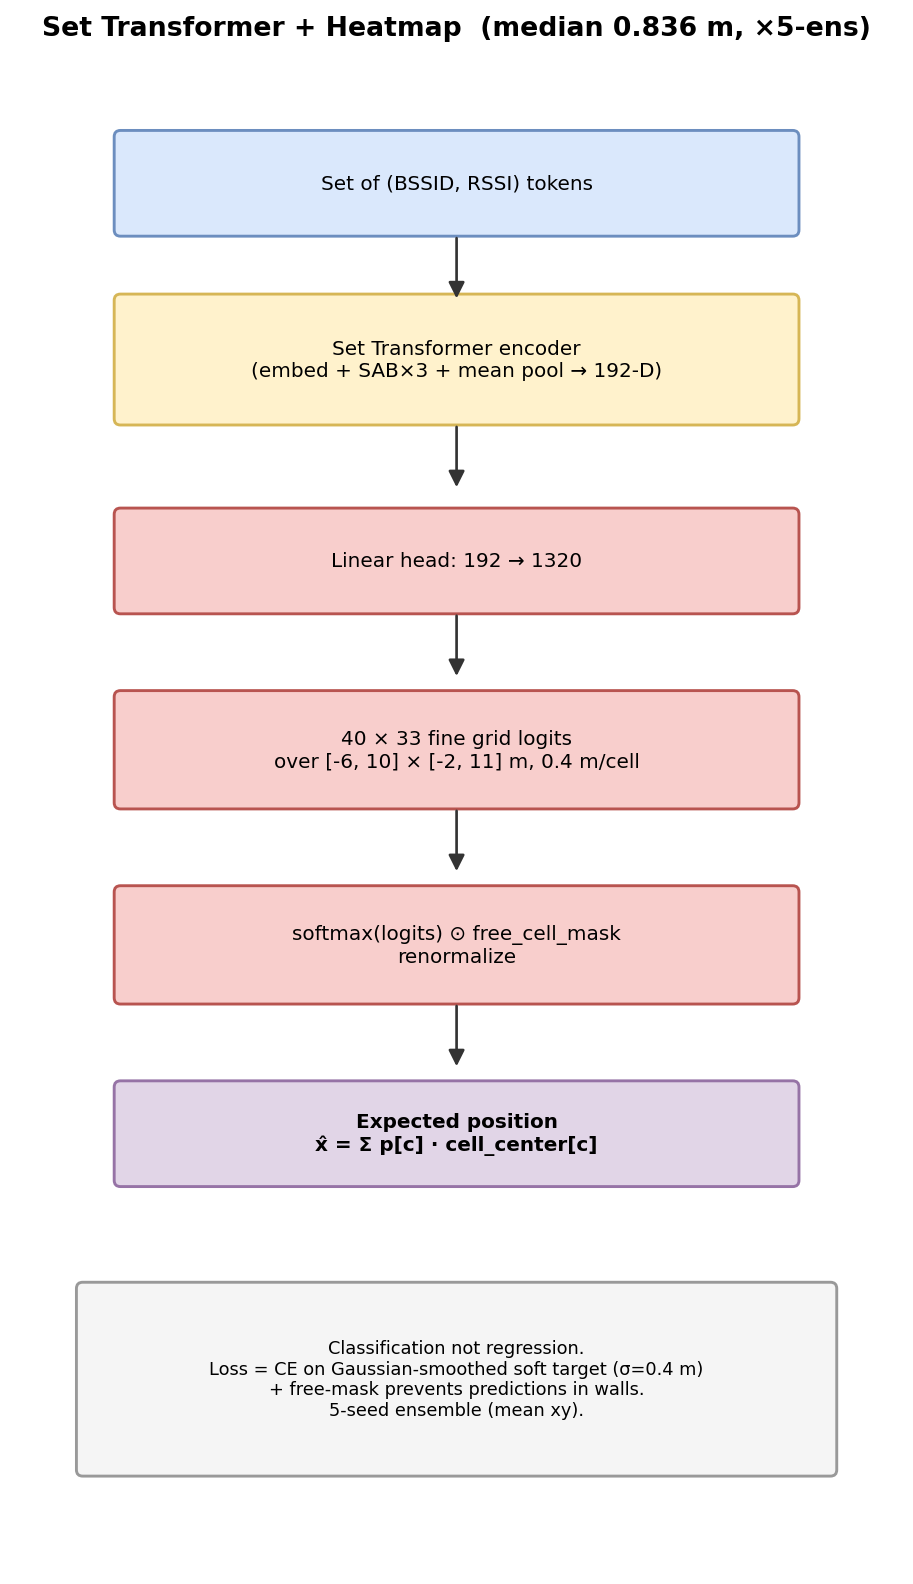 Set Transformer + Heatmap  (median 0.836 m, ×5-ens)
Set of (BSSID, RSSI) tokens
Set Transformer encoder
(embed + SAB×3 + mean pool → 192-D)
Linear head: 192 → 1320
40 × 33 fine grid logits
over [-6, 10] × [-2, 11] m, 0.4 m/cell
softmax(logits) ⊙ free_cell_mask
renormalize
Expected position
x̂ = Σ p[c] · cell_center[c]
Classification not regression.
Loss = CE on Gaussian-smoothed soft target (σ=0.4 m)
+ free-mask prevents predictions in walls.
5-seed ensemble (mean xy).